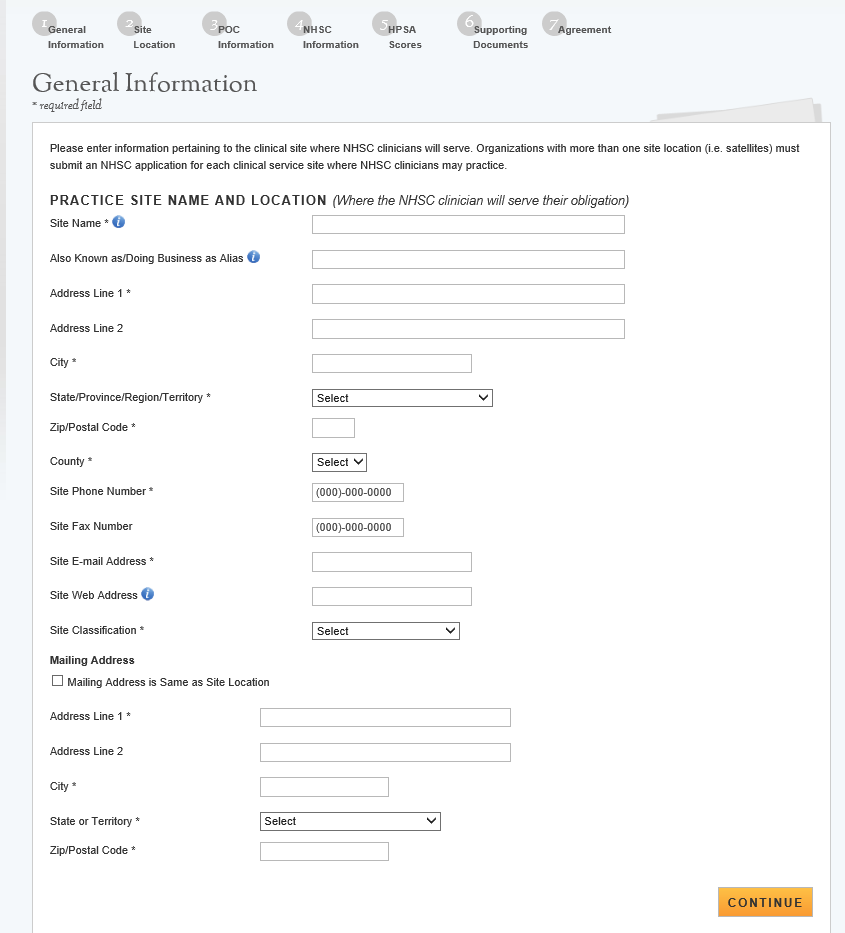 1 General Information
2 Site Location
3 POC Information
4 NHSC Information
5 HPSA Scores
6 Supporting Documents
7 Agreement
General Information
* required field
Please enter information pertaining to the clinical site where NHSC clinicians will serve. Organizations with more than one site location (i.e. satellites) must
submit an NHSC application for each clinical service site where NHSC clinicians may practice.
PRACTICE SITE NAME AND LOCATION (Where the NHSC clinician will serve their obligation)
Site Name * i
Also Known as/Doing Business as Alias i
Address Line 1 *
Address Line 2
City *
State/Province/Region/Territory * Select
Zip/Postal Code *
County * Select
Site Phone Number * (000)-000-0000
Site Fax Number (000)-000-0000
Site E-mail Address *
Site Web Address i
Site Classification * Select
Mailing Address
Mailing Address is Same as Site Location
Address Line 1 *
Address Line 2
City *
State or Territory * Select
Zip/Postal Code *
CONTINUE